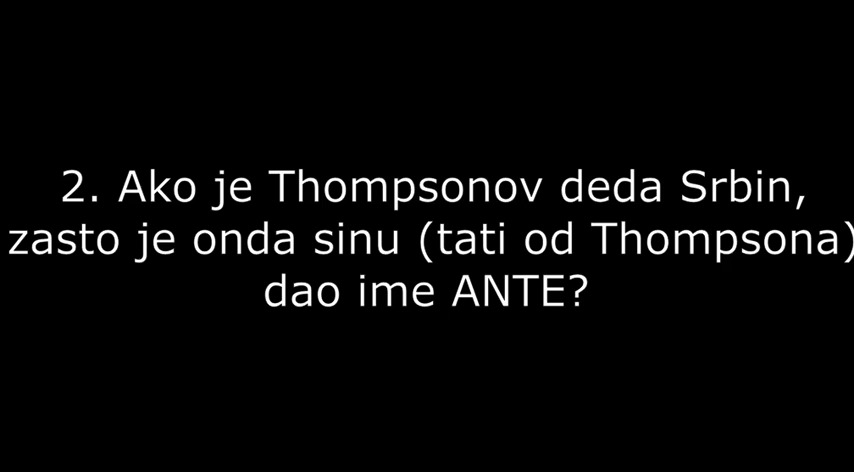 2. Ako je Thompsonov deda Srbin,
zasto je onda sinu (tati od Thompsona)
dao ime ANTE?